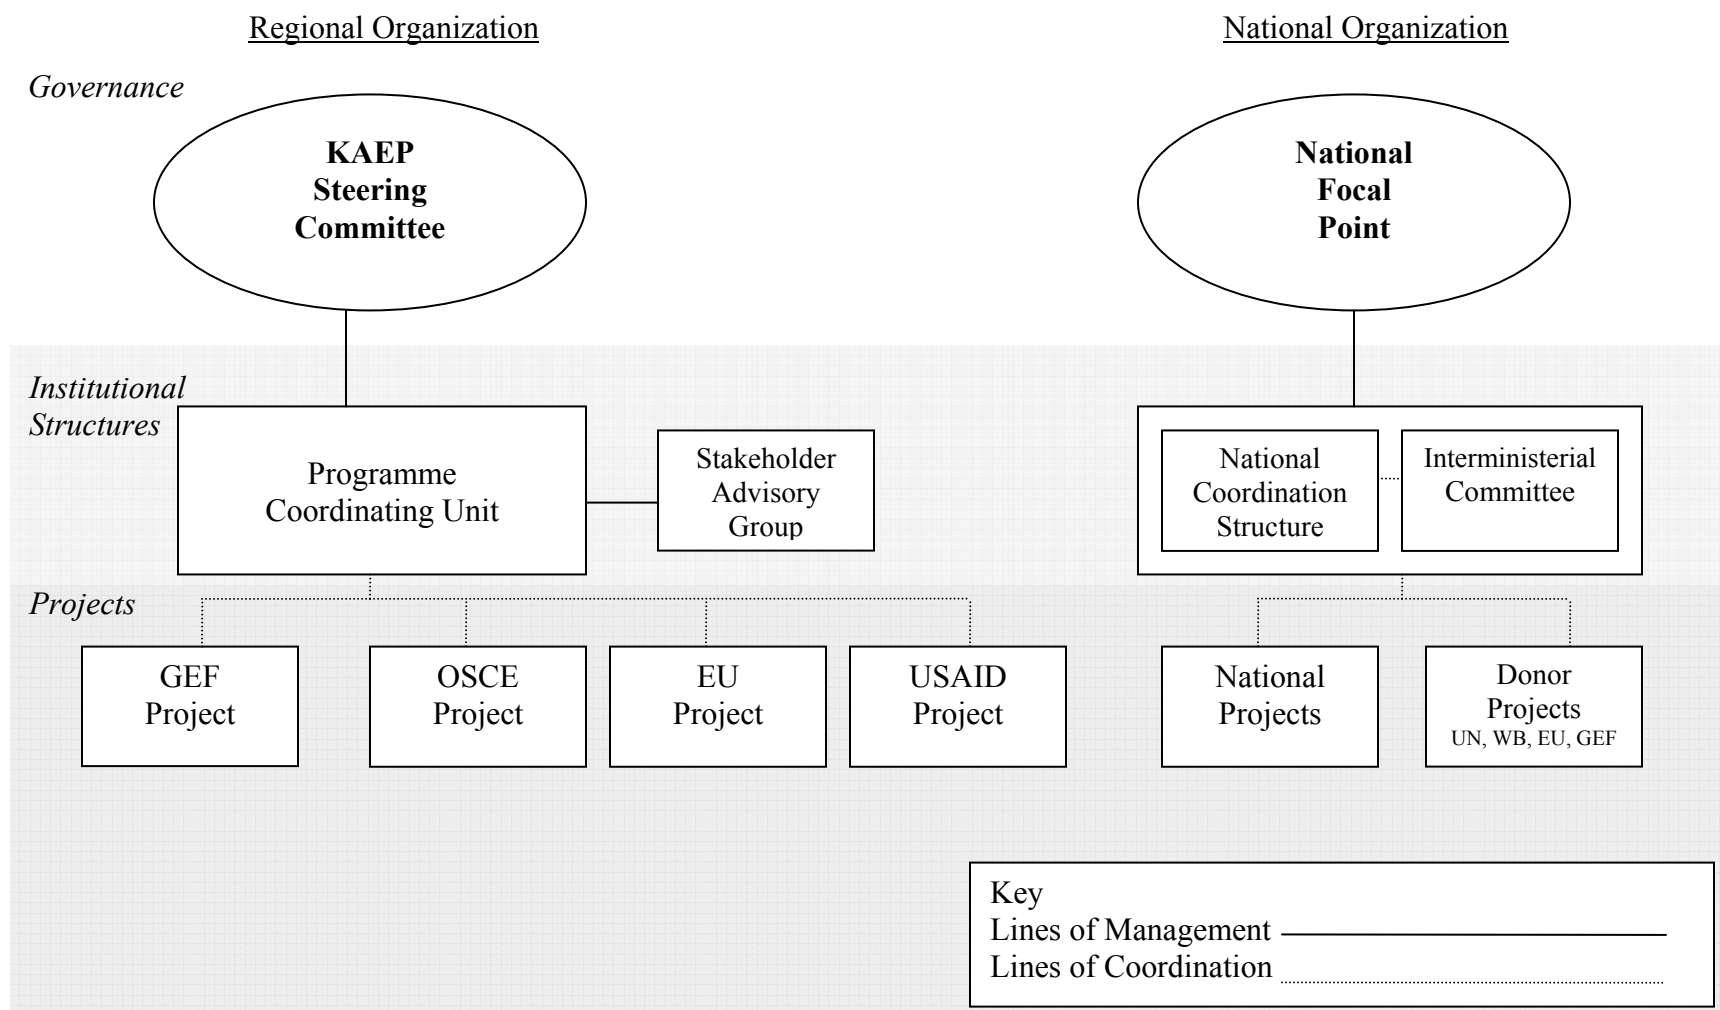 Regional Organization
National Organization
Governance
KAEP
Steering
Committee
National
Focal
Point
Institutional
Structures
Programme
Coordinating Unit
Stakeholder
Advisory
Group
National
Coordination
Structure
Interministerial
Committee
Projects
GEF
Project
OSCE
Project
EU
Project
USAID
Project
National
Projects
Donor
Projects
UN, WB, EU, GEF
Key
Lines of Management
Lines of Coordination